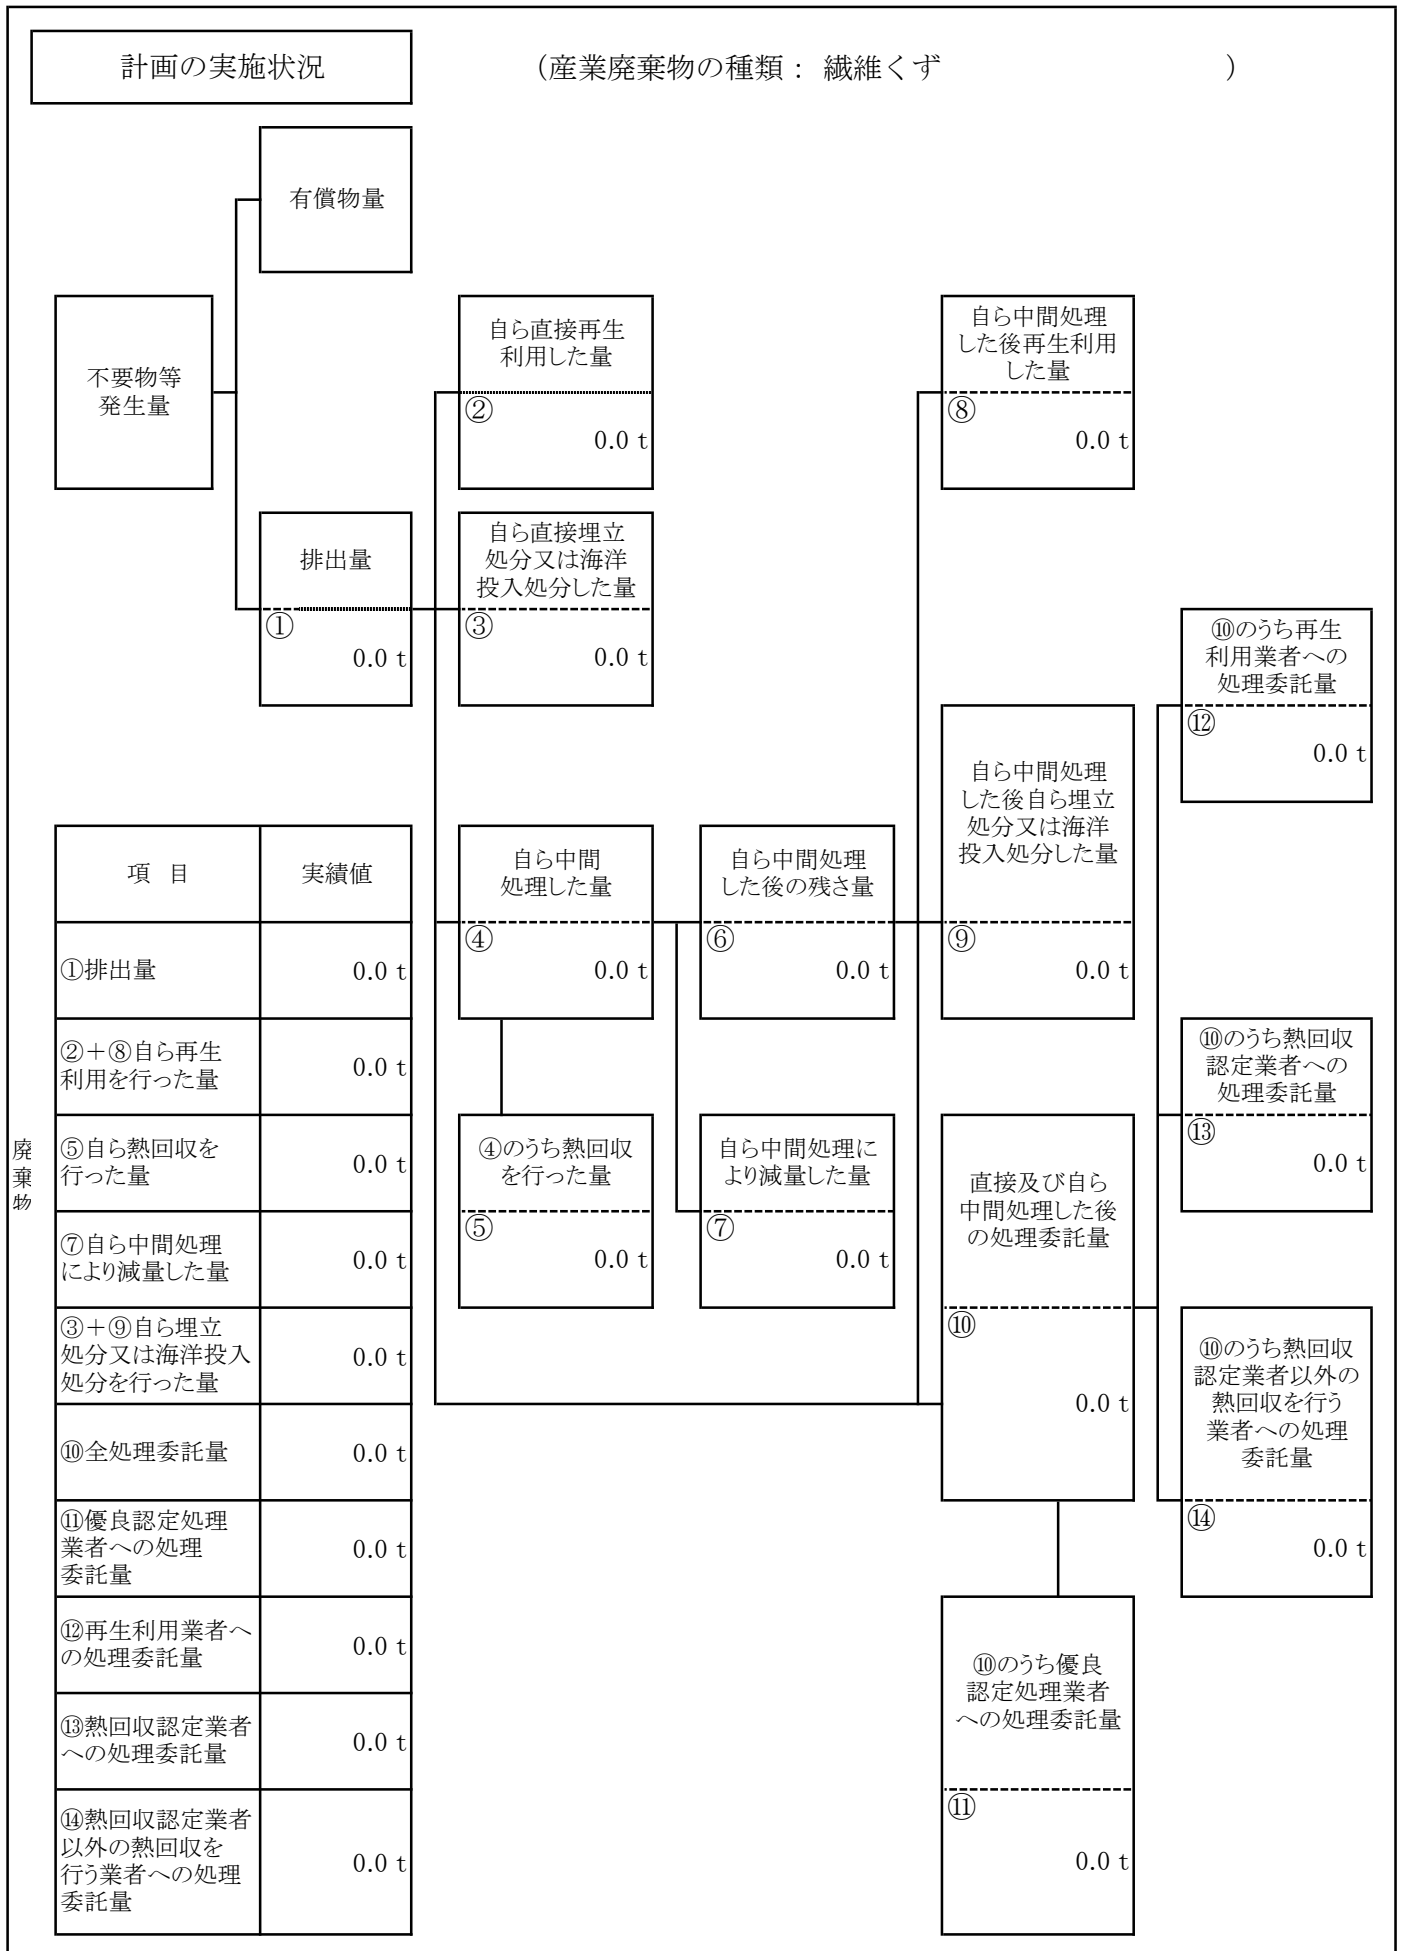 計画の実施状況
（産業廃棄物の種類： 繊維くず ）
有償物量
不要物等
発生量
自ら直接再生
利用した量
②
0.0 t
自ら中間処理
した後再生利用
した量
⑧
0.0 t
排出量
①
0.0 t
自ら直接埋立
処分又は海洋
投入処分した量
③
0.0 t
⑩のうち再生
利用業者への
処理委託量
⑫
0.0 t
自ら中間処理
した後自ら埋立
処分又は海洋
投入処分した量
⑨
0.0 t
自ら中間
処理した量
④
0.0 t
自ら中間処理
した後の残さ量
⑥
0.0 t
⑩のうち熱回収
認定業者への
処理委託量
⑬
0.0 t
④のうち熱回収
を行った量
⑤
0.0 t
自ら中間処理に
より減量した量
⑦
0.0 t
直接及び自ら
中間処理した後
の処理委託量
⑩
0.0 t
⑩のうち熱回収
認定業者以外の
熱回収を行う
業者への処理
委託量
⑭
0.0 t
⑩のうち優良
認定処理業者
への処理委託量
⑪
0.0 t
項 目 実績値
①排出量 0.0 t
②＋⑧自ら再生
利用を行った量
0.0 t
⑤自ら熱回収を
行った量
0.0 t
⑦自ら中間処理
により減量した量
0.0 t
③＋⑨自ら埋立
処分又は海洋投入
処分を行った量
0.0 t
⑩全処理委託量 0.0 t
⑪優良認定処理
業者への処理
委託量
0.0 t
⑫再生利用業者へ
の処理委託量
0.0 t
⑬熱回収認定業者
への処理委託量
0.0 t
⑭熱回収認定業者
以外の熱回収を
行う業者への処理
委託量
0.0 t
廃棄物